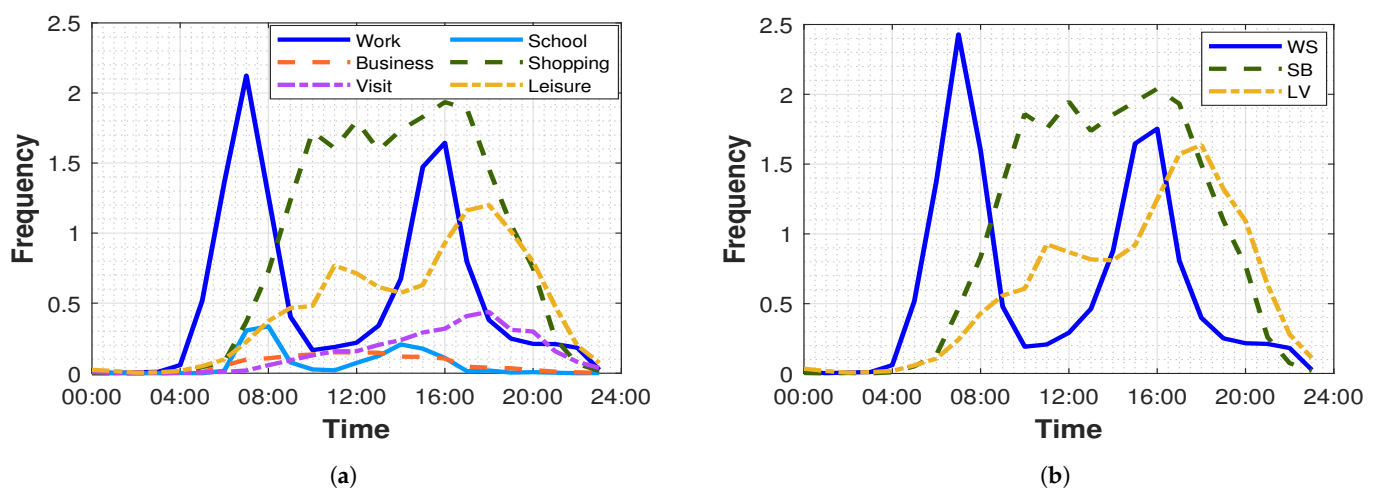 2.5
2
1.5
1
0.5
0
Frequency
Work
Business
Visit
School
Shopping
Leisure
00:00 04:00 08:00 12:00 16:00 20:00 24:00
Time
(a)
2.5
2
1.5
1
0.5
0
Frequency
WS
SB
LV
00:00 04:00 08:00 12:00 16:00 20:00 24:00
Time
(b)